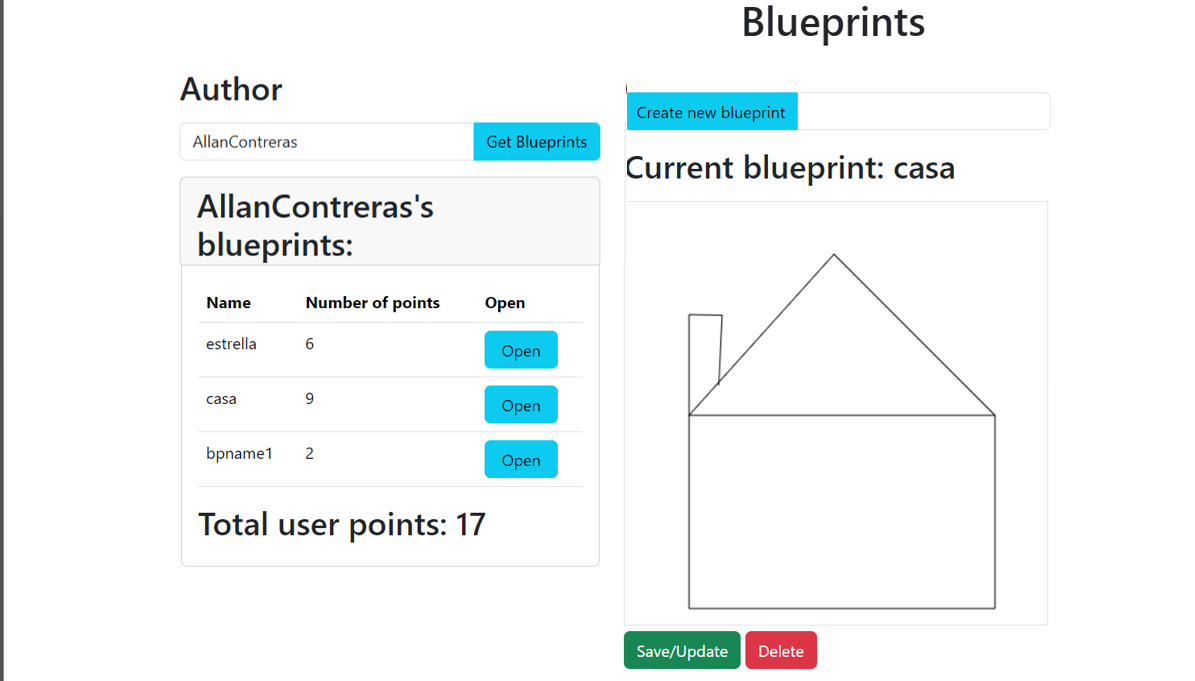 Blueprints
Author
AllanContreras Get Blueprints
AllanContreras's
blueprints:
Name Number of points Open
estrella 6 Open
casa 9 Open
bpname1 2 Open
Total user points: 17
Create new blueprint
Current blueprint: casa
Save/Update Delete